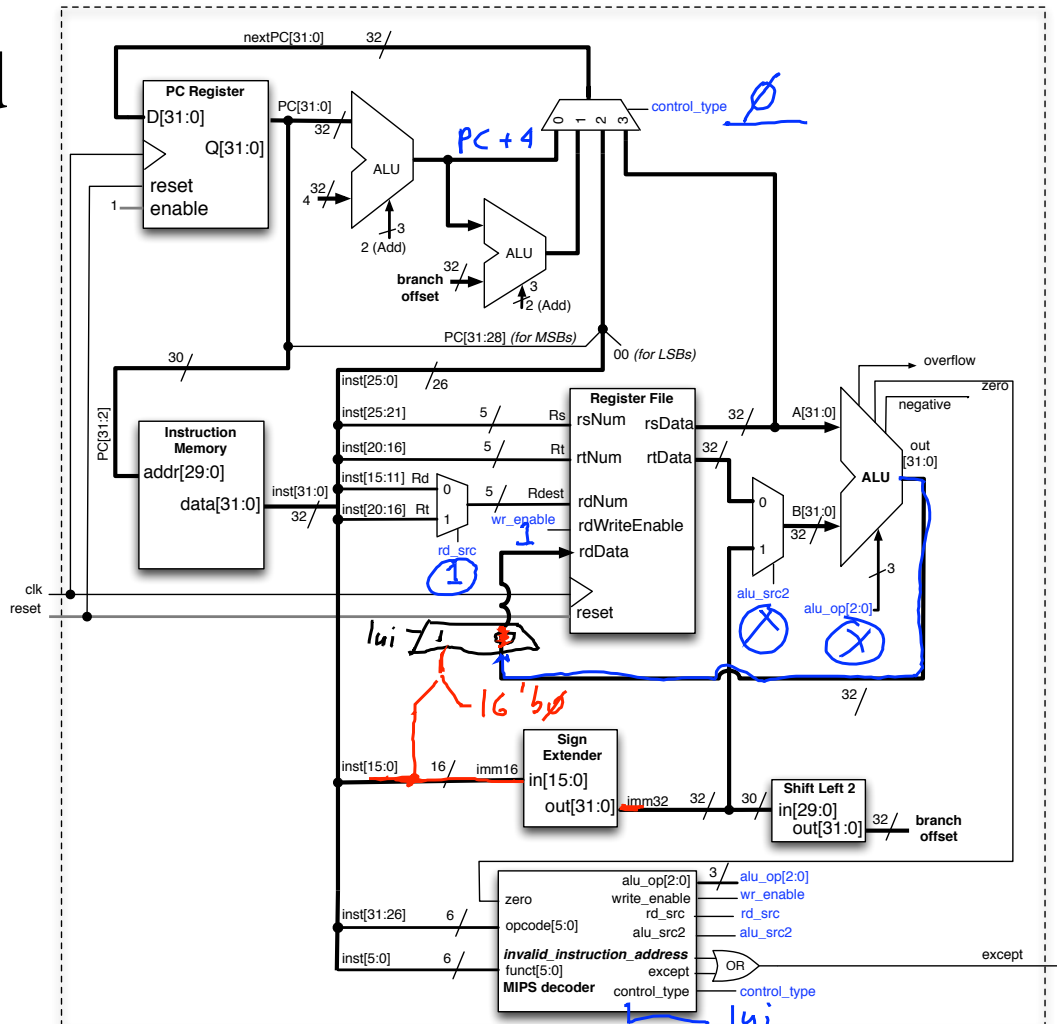 nextPC[31:0]
32
PC Register
D[31:0]
Q[31:0]
reset
enable
1
PC[31:0]
32
ALU
4
32
3
2 (Add)
PC + 4
0
1
2
3
control_type
0
ALU
branch
offset
32
3
2 (Add)
PC[31:28] (for MSBs)
00 (for LSBs)
30
PC[31:2]
inst[25:0]
26
Instruction
Memory
addr[29:0]
data[31:0]
inst[31:0]
32
inst[25:21]
5
Rs
inst[20:16]
5
Rt
inst[15:11] Rd
inst[20:16] Rt
0
1
5
Rdest
rd_src
1
wr_enable
1
Register File
rsNum
rsData
rtNum
rtData
rdNum
rdWriteEnable
rdData
reset
32
32
0
1
alu_src2
X
A[31:0]
B[31:0]
32
ALU
out
[31:0]
overflow
zero
negative
3
alu_op[2:0]
X
clk
reset
lui
1
0
32
16'b0
inst[15:0]
16
imm16
Sign
Extender
in[15:0]
out[31:0]
imm32
32
30
Shift Left 2
in[29:0]
out[31:0]
32
branch
offset
inst[31:26]
6
inst[5:0]
6
zero
opcode[5:0]
funct[5:0]
MIPS decoder
alu_op[2:0]
write_enable
rd_src
alu_src2
invalid_instruction_address
except
control_type
3
alu_op[2:0]
wr_enable
rd_src
alu_src2
OR
except
control_type
lui